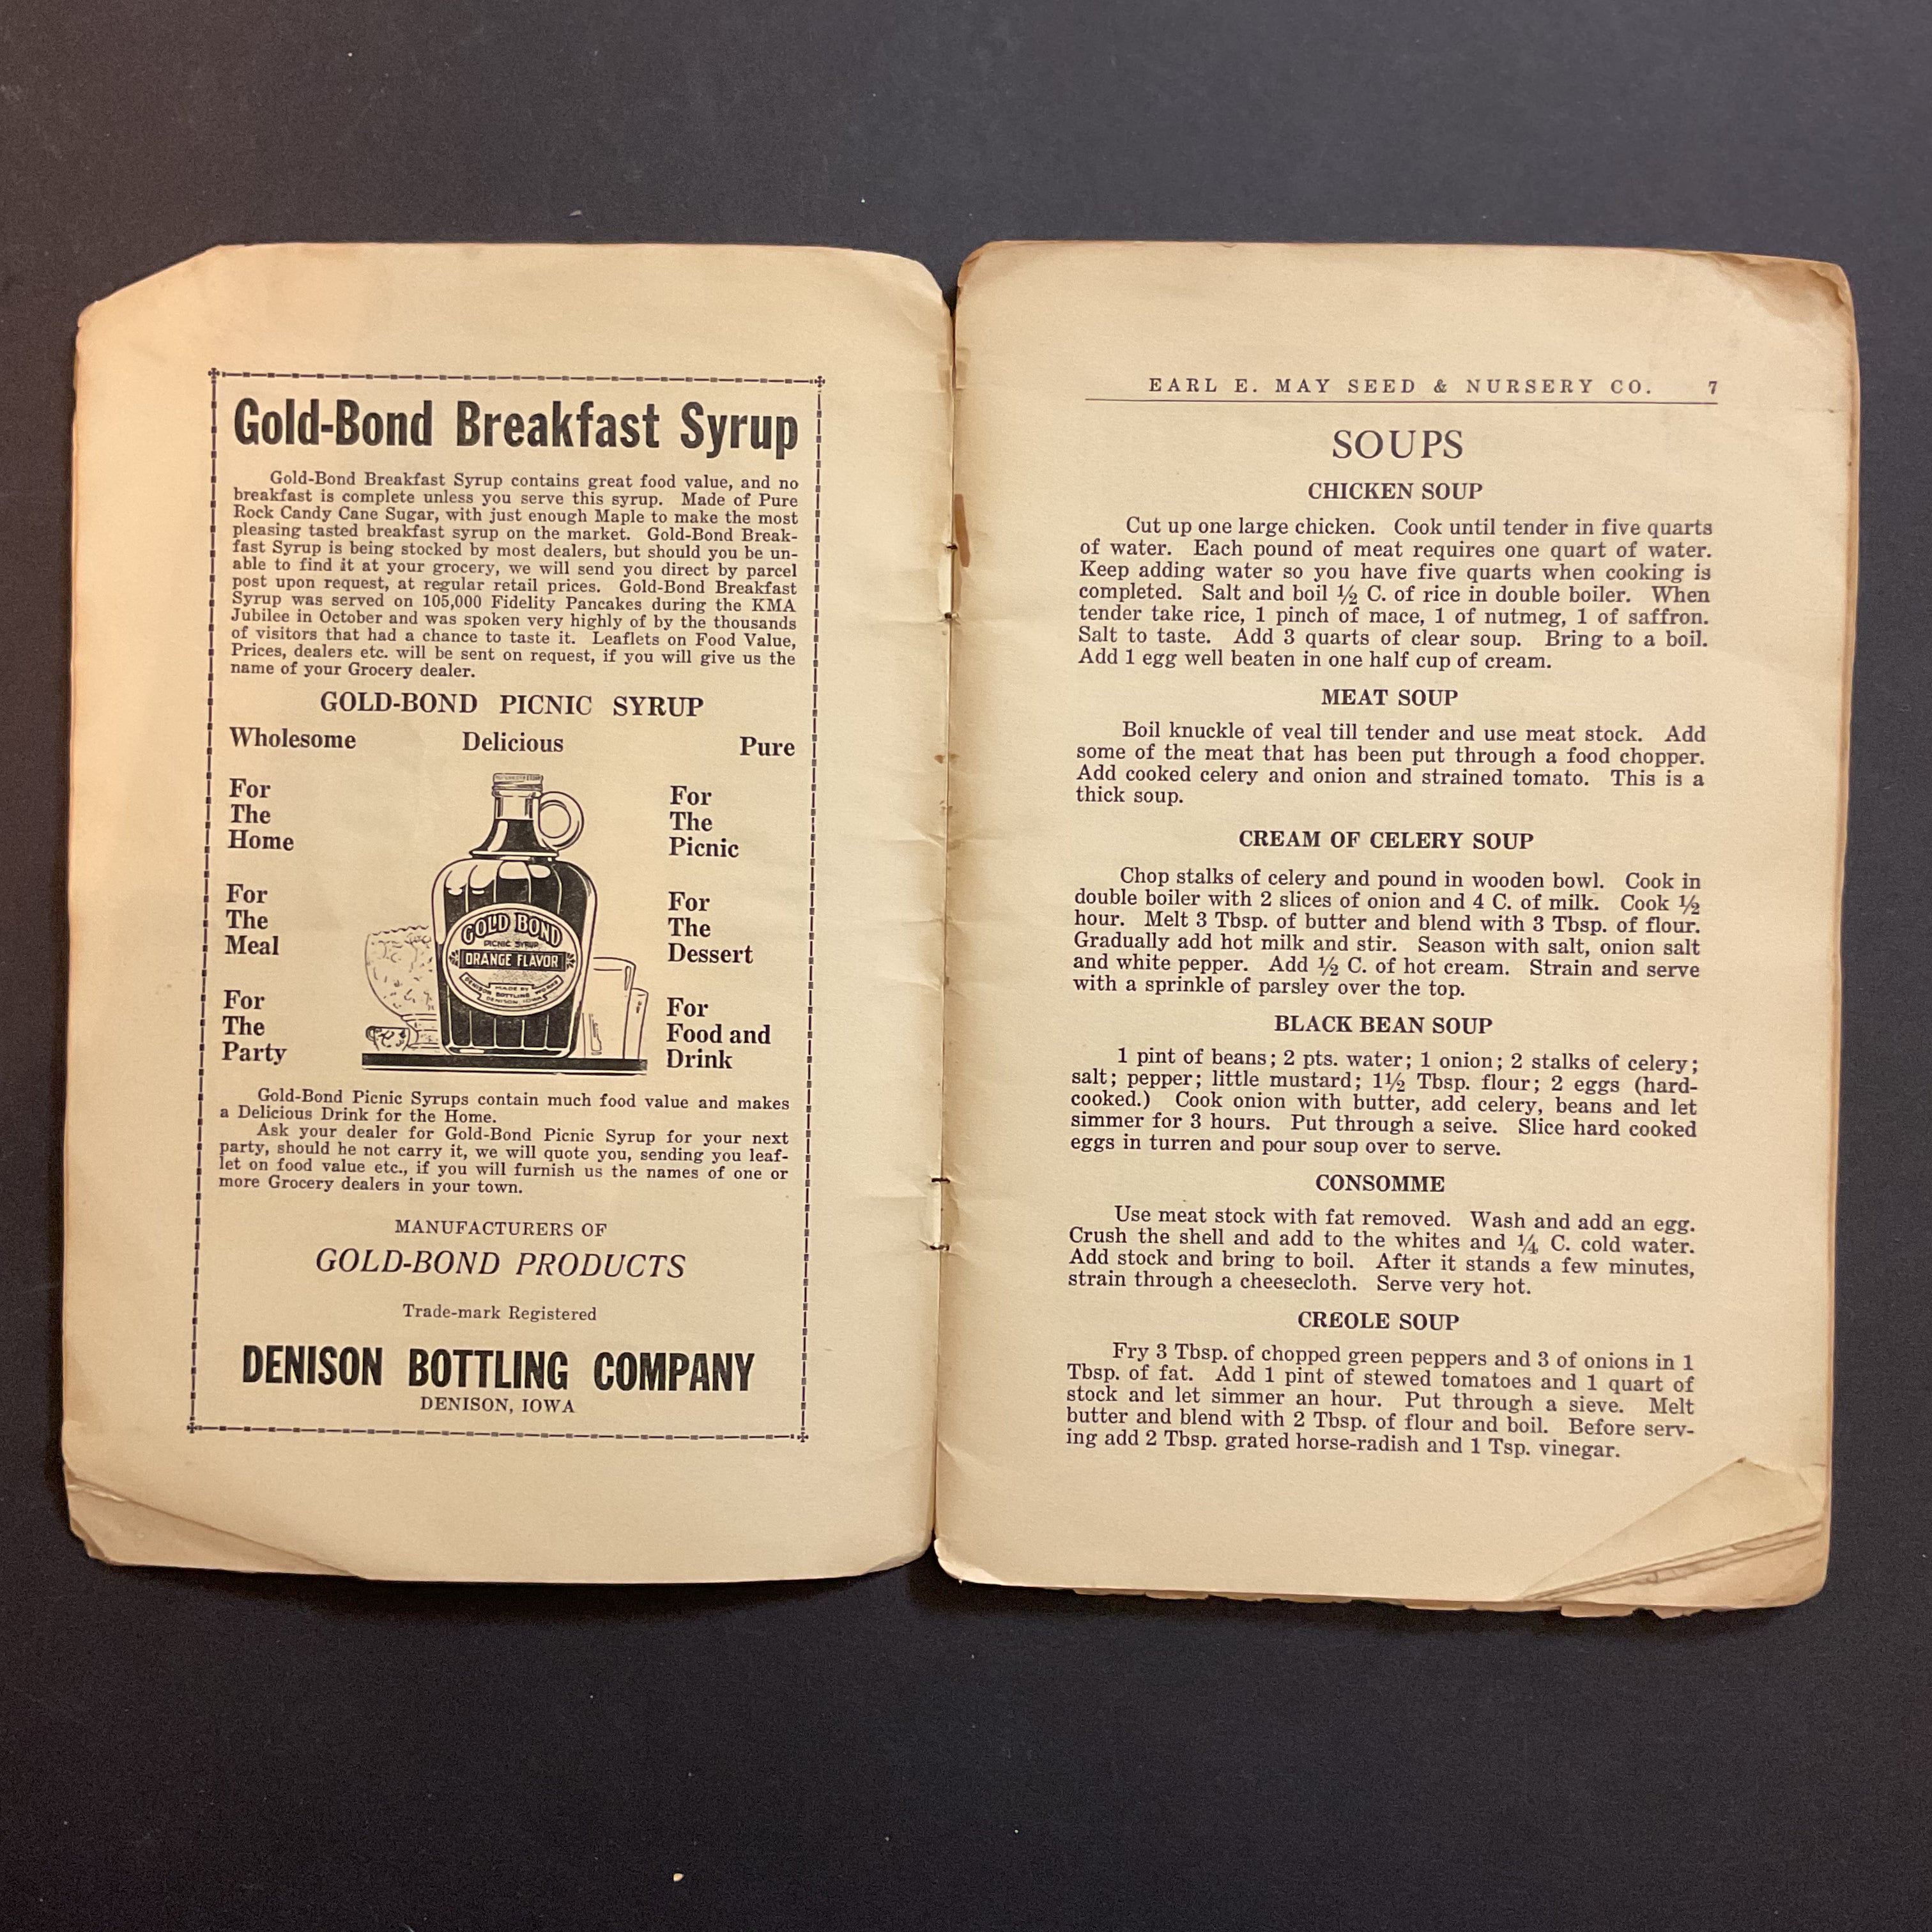 Gold-Bond Breakfast Syrup
Gold-Bond Breakfast Syrup contains great food value, and no
breakfast is complete unless you serve this syrup. Made of Pure
Rock Candy Cane Sugar, with just enough Maple to make the most
pleasing tasted breakfast syrup on the market. Gold-Bond Break-
fast Syrup is being stocked by most dealers, but should you be un-
able to find it at your grocery, we will send you direct by parcel
post upon request, at regular retail prices. Gold-Bond Breakfast
Syrup was served on 105,000 Fidelity Pancakes during the KMA
Jubilee in October and was spoken very highly of by the thousands
of visitors that had a chance to taste it. Leaflets on Food Value,
Prices, dealers etc. will be sent on request, if you will give us the
name of your Grocery dealer.
GOLD-BOND PICNIC SYRUP
Wholesome Delicious Pure
For
The
Home
For
The
Meal
For
The
Party
GOLD BOND
PICNIC SYRUP
ORANGE FLAVOR
MADE BY
DENISON BOTTLING WORKS
DENISON, IOWA
For
The
Picnic
For
The
Dessert
For
Food and
Drink
Gold-Bond Picnic Syrups contain much food value and makes
a Delicious Drink for the Home.
Ask your dealer for Gold-Bond Picnic Syrup for your next
party, should he not carry it, we will quote you, sending you leaf-
let on food value etc., if you will furnish us the names of one or
more Grocery dealers in your town.
MANUFACTURERS OF
GOLD-BOND PRODUCTS
Trade-mark Registered
DENISON BOTTLING COMPANY
DENISON, IOWA
EARL E. MAY SEED & NURSERY CO. 7
SOUPS
CHICKEN SOUP
Cut up one large chicken. Cook until tender in five quarts
of water. Each pound of meat requires one quart of water.
Keep adding water so you have five quarts when cooking is
completed. Salt and boil ½ C. of rice in double boiler. When
tender take rice, 1 pinch of mace, 1 of nutmeg, 1 of saffron.
Salt to taste. Add 3 quarts of clear soup. Bring to a boil.
Add 1 egg well beaten in one half cup of cream.
MEAT SOUP
Boil knuckle of veal till tender and use meat stock. Add
some of the meat that has been put through a food chopper.
Add cooked celery and onion and strained tomato. This is a
thick soup.
CREAM OF CELERY SOUP
Chop stalks of celery and pound in wooden bowl. Cook in
double boiler with 2 slices of onion and 4 C. of milk. Cook ½
hour. Melt 3 Tbsp. of butter and blend with 3 Tbsp. of flour.
Gradually add hot milk and stir. Season with salt, onion salt
and white pepper. Add ½ C. of hot cream. Strain and serve
with a sprinkle of parsley over the top.
BLACK BEAN SOUP
1 pint of beans; 2 pts. water; 1 onion; 2 stalks of celery;
salt; pepper; little mustard; 1½ Tbsp. flour; 2 eggs (hard-
cooked.) Cook onion with butter, add celery, beans and let
simmer for 3 hours. Put through a seive. Slice hard cooked
eggs in turren and pour soup over to serve.
CONSOMME
Use meat stock with fat removed. Wash and add an egg.
Crush the shell and add to the whites and ¼ C. cold water.
Add stock and bring to boil. After it stands a few minutes,
strain through a cheesecloth. Serve very hot.
CREOLE SOUP
Fry 3 Tbsp. of chopped green peppers and 3 of onions in 1
Tbsp. of fat. Add 1 pint of stewed tomatoes and 1 quart of
stock and let simmer an hour. Put through a sieve. Melt
butter and blend with 2 Tbsp. of flour and boil. Before serv-
ing add 2 Tbsp. grated horse-radish and 1 Tsp. vinegar.